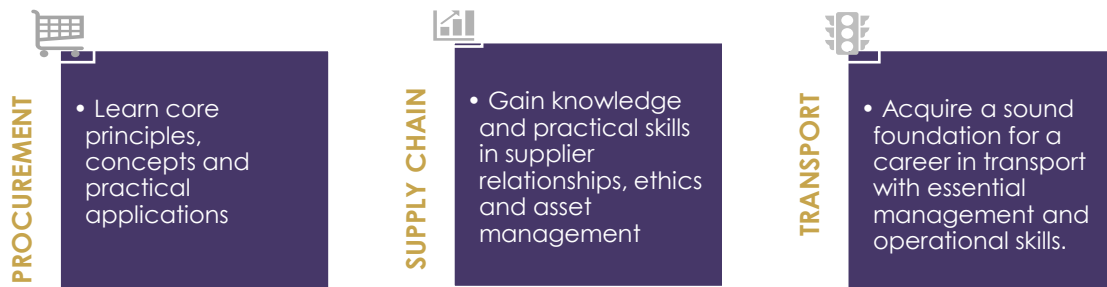 PROCUREMENT
• Learn core
principles,
concepts and
practical
applications
SUPPLY CHAIN
• Gain knowledge
and practical skills
in supplier
relationships, ethics
and asset
management
TRANSPORT
• Acquire a sound
foundation for a
career in transport
with essential
management and
operational skills.